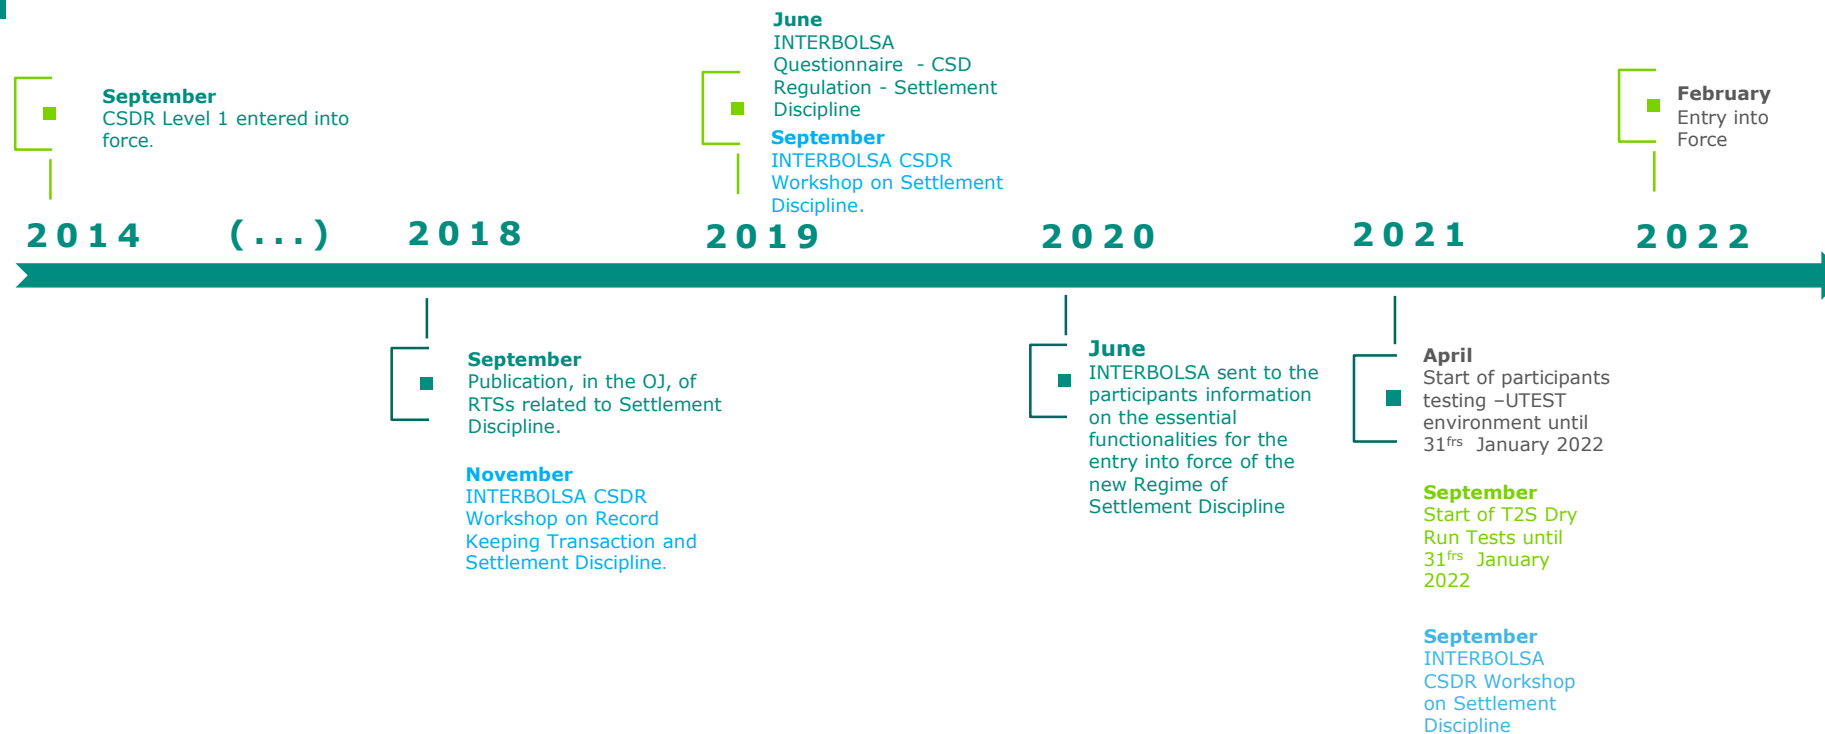 September
CSDR Level 1 entered into
force.
June
INTERBOLSA
Questionnaire - CSD
Regulation - Settlement
Discipline
September
INTERBOLSA CSDR
Workshop on Settlement
Discipline.
February
Entry into
Force
2014 (...) 2018 2019 2020 2021 2022
September
Publication, in the OJ, of
RTSs related to Settlement
Discipline.
November
INTERBOLSA CSDR
Workshop on Record
Keeping Transaction and
Settlement Discipline.
June
INTERBOLSA sent to the
participants information
on the essential
functionalities for the
entry into force of the
new Regime of
Settlement Discipline
April
Start of participants
testing –UTEST
environment until
31frs January 2022
September
Start of T2S Dry
Run Tests until
31frs January
2022
September
INTERBOLSA
CSDR Workshop
on Settlement
Discipline